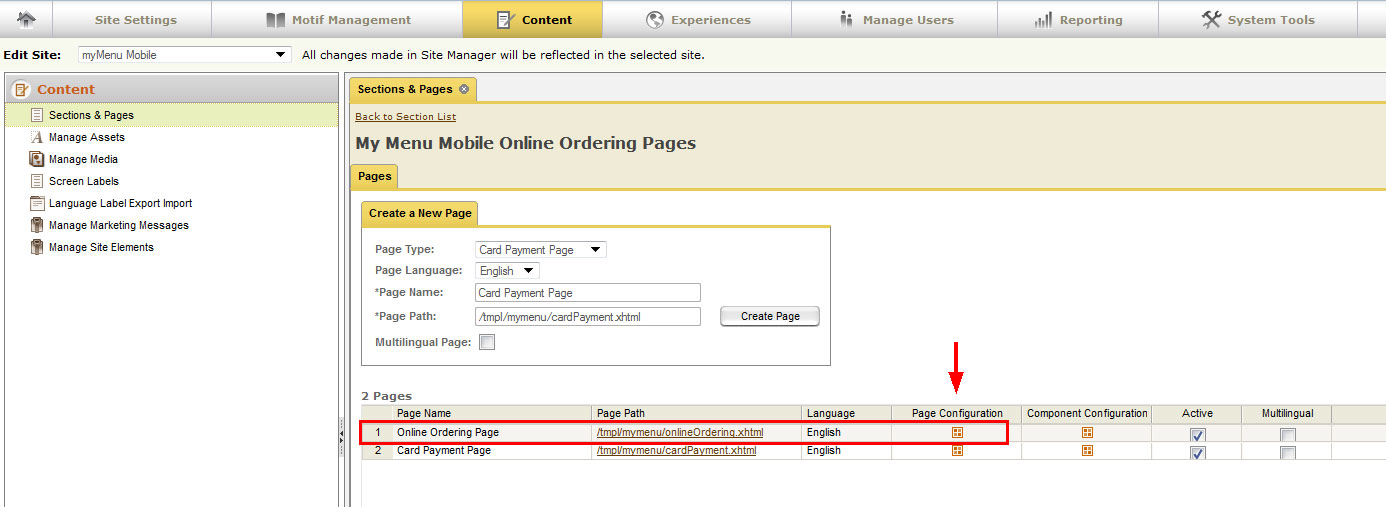 Site Settings Motif Management Content Experiences Manage Users Reporting System Tools
Edit Site: myMenu Mobile All changes made in Site Manager will be reflected in the selected site.
Content
Sections & Pages
Manage Assets
Manage Media
Screen Labels
Language Label Export Import
Manage Marketing Messages
Manage Site Elements
Sections & Pages
Back to Section List
My Menu Mobile Online Ordering Pages
Pages
Create a New Page
Page Type: Card Payment Page
Page Language: English
*Page Name: Card Payment Page
*Page Path: /tmpl/mymenu/cardPayment.xhtml Create Page
Multilingual Page:
2 Pages
Page Name Page Path Language Page Configuration Component Configuration Active Multilingual
1 Online Ordering Page /tmpl/mymenu/onlineOrdering.xhtml English
2 Card Payment Page /tmpl/mymenu/cardPayment.xhtml English